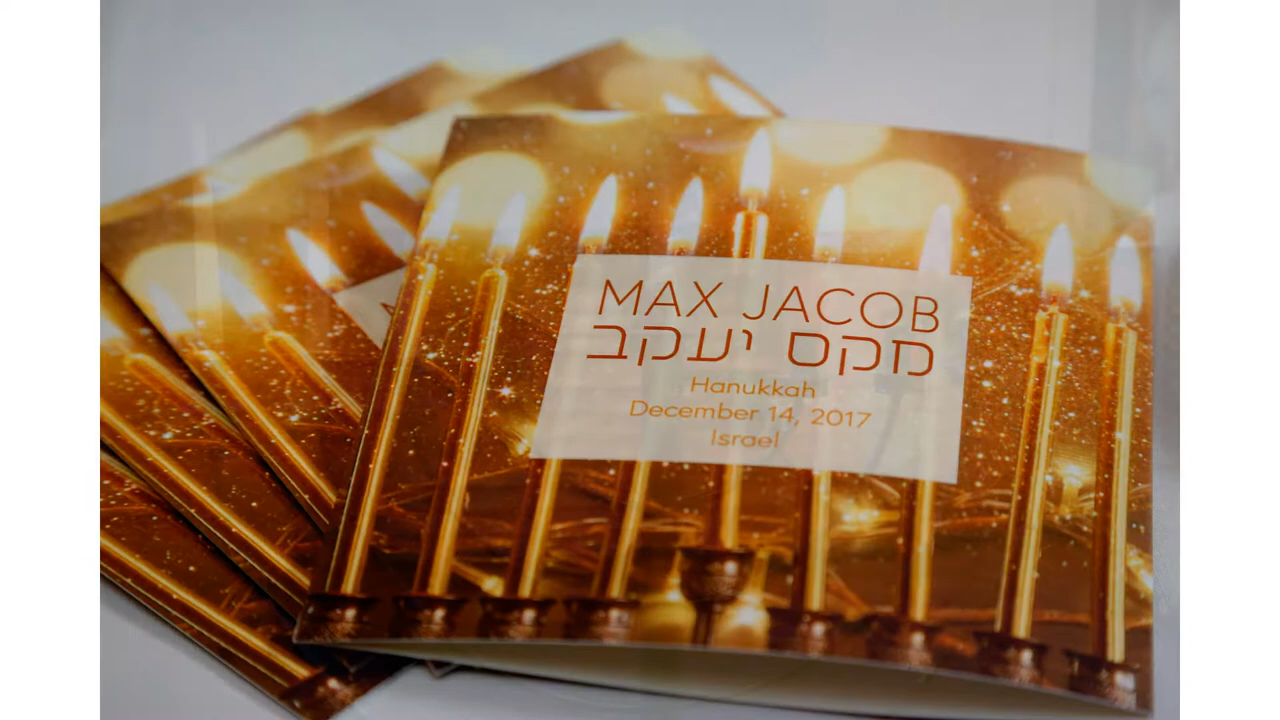 MAX JACOB
מקס יעקב
Hanukkah
December 14, 2017
Israel